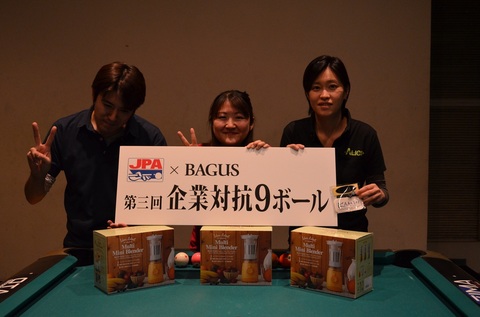 JPA × BAGUS
第三回 企業対抗9ボール
Multi
Mini Blender
Multi
Mini Blender
Multi
Mini Blender